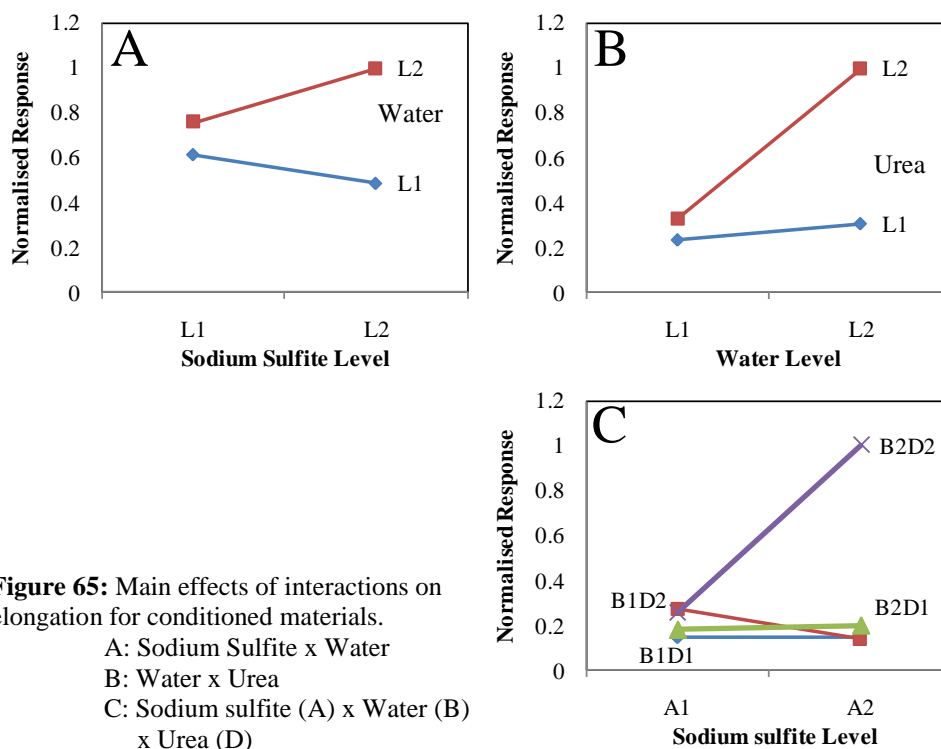 A
Normalised Response
1.2
1
0.8
0.6
0.4
0.2
0
L2
Water
L1
L1 L2
Sodium Sulfite Level
B
Normalised Response
1.2
1
0.8
0.6
0.4
0.2
0
L2
Urea
L1
L1 L2
Water Level
C
Normalised Response
1.2
1
0.8
0.6
0.4
0.2
0
B2D2
B1D2
B2D1
B1D1
A1 A2
Sodium sulfite Level
Figure 65: Main effects of interactions on
elongation for conditioned materials.
A: Sodium Sulfite x Water
B: Water x Urea
C: Sodium sulfite (A) x Water (B)
x Urea (D)